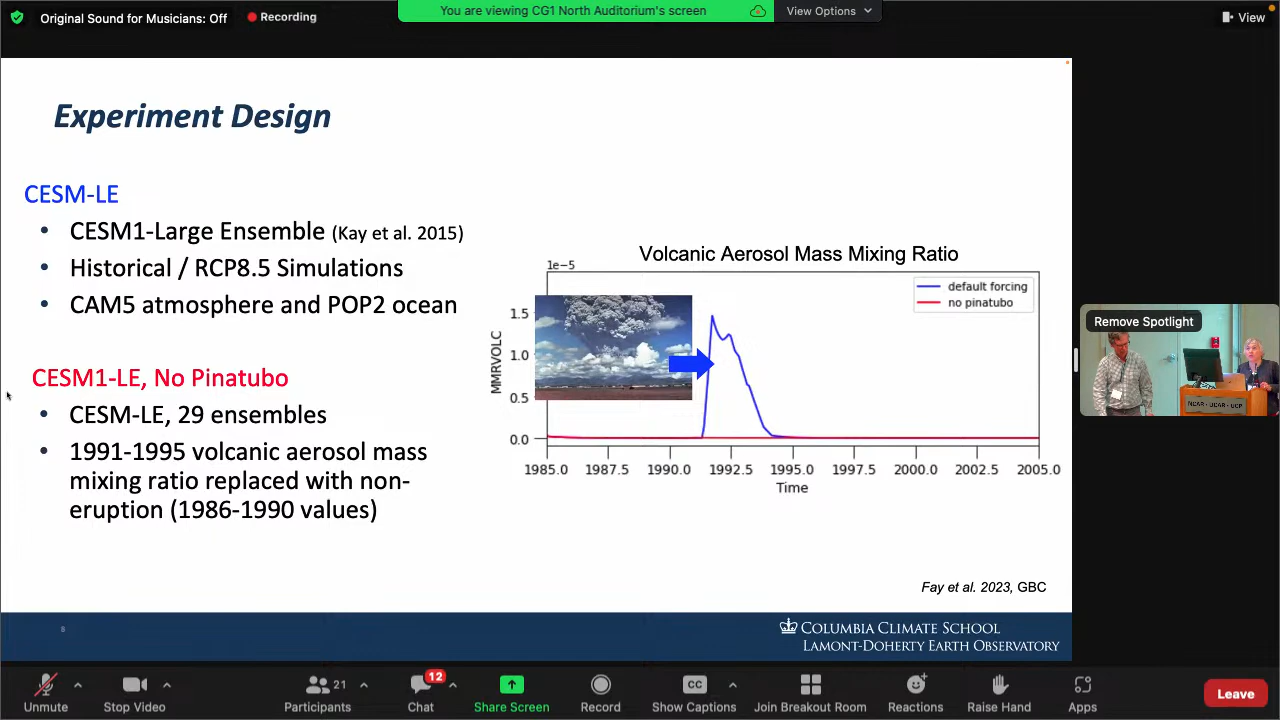 Original Sound for Musicians: Off
Recording
You are viewing CG1 North Auditorium's screen
View Options
View
Experiment Design
CESM-LE
• CESM1-Large Ensemble (Kay et al. 2015)
• Historical / RCP8.5 Simulations
• CAM5 atmosphere and POP2 ocean
CESM1-LE, No Pinatubo
• CESM-LE, 29 ensembles
• 1991-1995 volcanic aerosol mass
mixing ratio replaced with non-
eruption (1986-1990 values)
Volcanic Aerosol Mass Mixing Ratio
1e-5
default forcing
no pinatubo
MMRVOLC
1.5
1.0
0.5
0.0
1985.0 1987.5 1990.0 1992.5 1995.0 1997.5 2000.0 2002.5 2005.0
Time
Fay et al. 2023, GBC
8
COLUMBIA CLIMATE SCHOOL
LAMONT-DOHERTY EARTH OBSERVATORY
Remove Spotlight
NCAR - UCAR - UCP
Unmute
Stop Video
21
Participants
12
Chat
Share Screen
Record
CC
Show Captions
Join Breakout Room
Reactions
Raise Hand
Apps
Leave